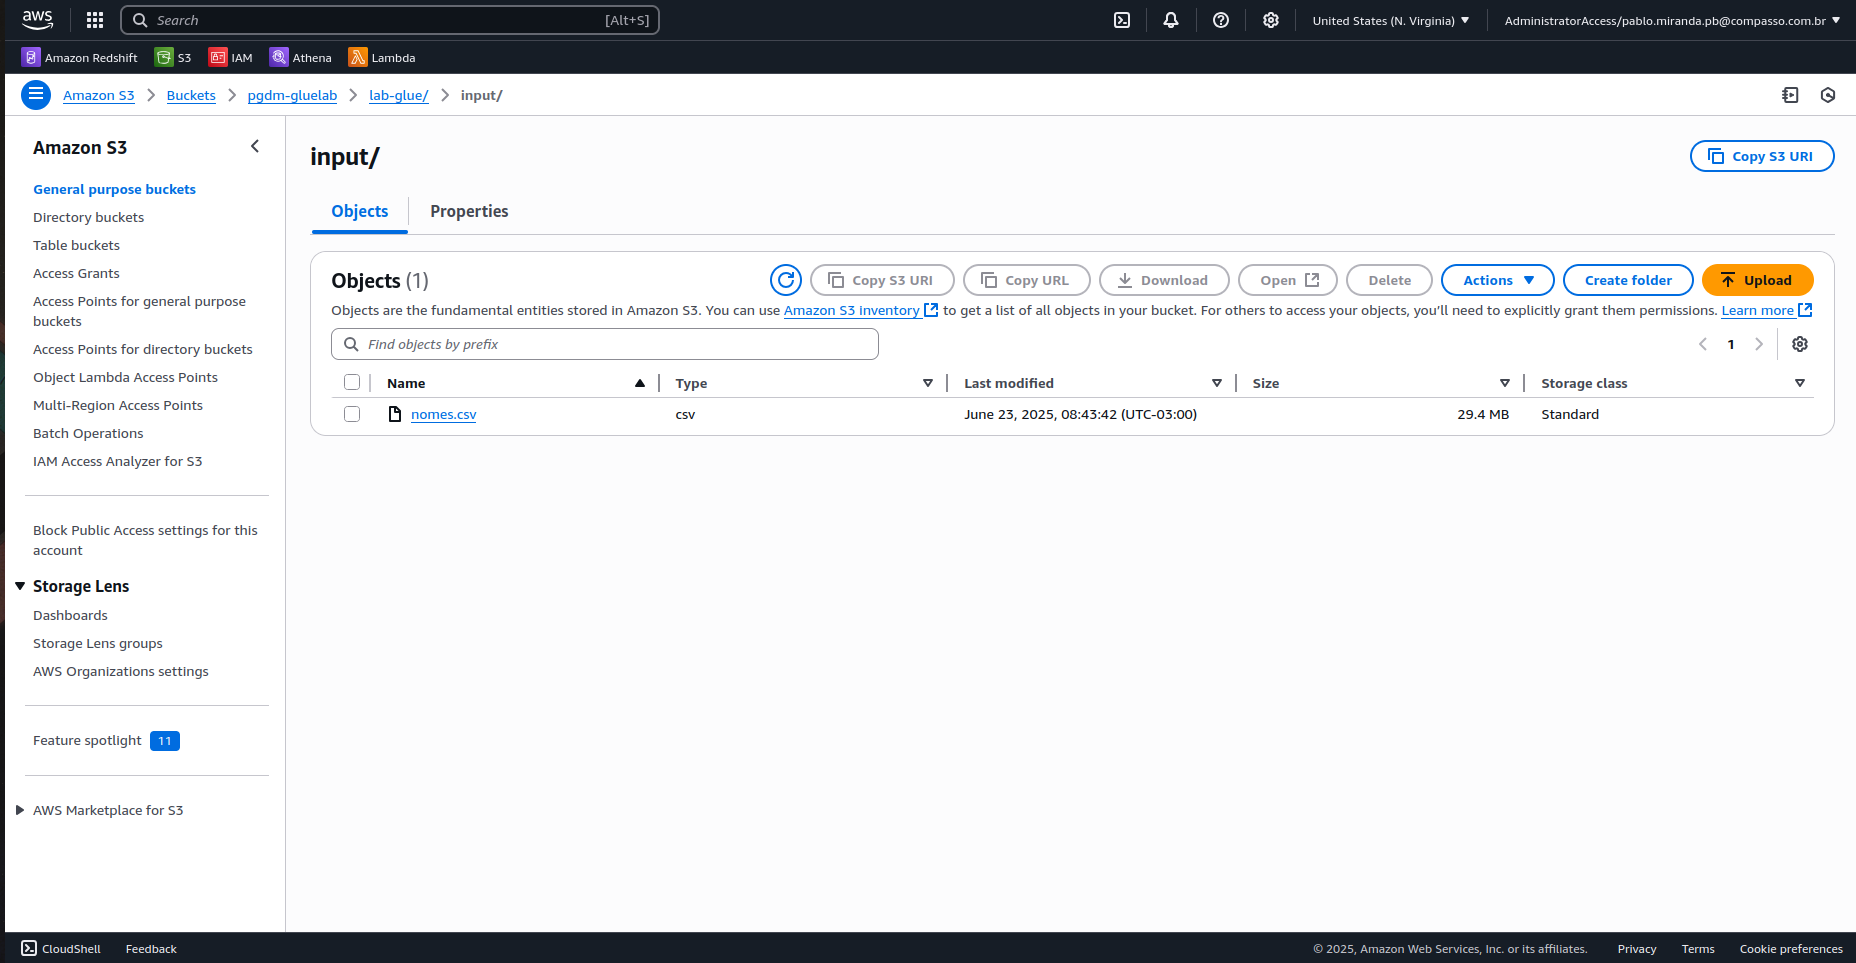 aws
Search [Alt+S]
United States (N. Virginia)
AdministratorAccess/pablo.miranda.pb@compasso.com.br
Amazon Redshift S3 IAM Athena Lambda
Amazon S3 Buckets pgdm-gluelab lab-glue/ input/
Amazon S3
General purpose buckets
Directory buckets
Table buckets
Access Grants
Access Points for general purpose
buckets
Access Points for directory buckets
Object Lambda Access Points
Multi-Region Access Points
Batch Operations
IAM Access Analyzer for S3
Block Public Access settings for this
account
Storage Lens
Dashboards
Storage Lens groups
AWS Organizations settings
Feature spotlight 11
AWS Marketplace for S3
input/
Copy S3 URI
Objects Properties
Objects (1)
Copy S3 URI Copy URL Download Open Delete Actions Create folder Upload
Objects are the fundamental entities stored in Amazon S3. You can use Amazon S3 inventory to get a list of all objects in your bucket. For others to access your objects, you'll need to explicitly grant them permissions. Learn more
Find objects by prefix
1
Name Type Last modified Size Storage class
nomes.csv csv June 23, 2025, 08:43:42 (UTC-03:00) 29.4 MB Standard
CloudShell Feedback
© 2025, Amazon Web Services, Inc. or its affiliates. Privacy Terms Cookie preferences